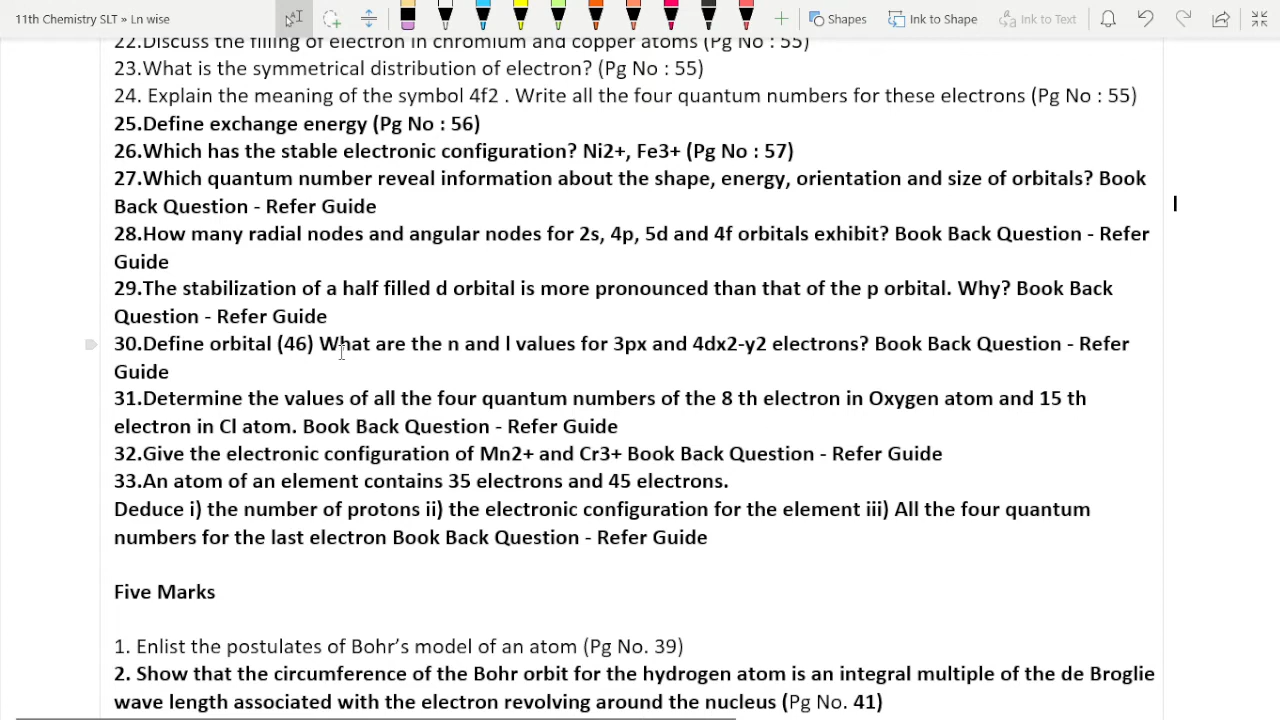 11th Chemistry SLT » Ln wise
Shapes
Ink to Shape
Ink to Text
22.Discuss the filling of electron in chromium and copper atoms (Pg No : 55)
23.What is the symmetrical distribution of electron? (Pg No : 55)
24. Explain the meaning of the symbol 4f2 . Write all the four quantum numbers for these electrons (Pg No : 55)
25.Define exchange energy (Pg No : 56)
26.Which has the stable electronic configuration? Ni2+, Fe3+ (Pg No : 57)
27.Which quantum number reveal information about the shape, energy, orientation and size of orbitals? Book
Back Question - Refer Guide
28.How many radial nodes and angular nodes for 2s, 4p, 5d and 4f orbitals exhibit? Book Back Question - Refer
Guide
29.The stabilization of a half filled d orbital is more pronounced than that of the p orbital. Why? Book Back
Question - Refer Guide
30.Define orbital (46) What are the n and l values for 3px and 4dx2-y2 electrons? Book Back Question - Refer
Guide
31.Determine the values of all the four quantum numbers of the 8 th electron in Oxygen atom and 15 th
electron in Cl atom. Book Back Question - Refer Guide
32.Give the electronic configuration of Mn2+ and Cr3+ Book Back Question - Refer Guide
33.An atom of an element contains 35 electrons and 45 electrons.
Deduce i) the number of protons ii) the electronic configuration for the element iii) All the four quantum
numbers for the last electron Book Back Question - Refer Guide
Five Marks
1. Enlist the postulates of Bohr’s model of an atom (Pg No. 39)
2. Show that the circumference of the Bohr orbit for the hydrogen atom is an integral multiple of the de Broglie
wave length associated with the electron revolving around the nucleus (Pg No. 41)